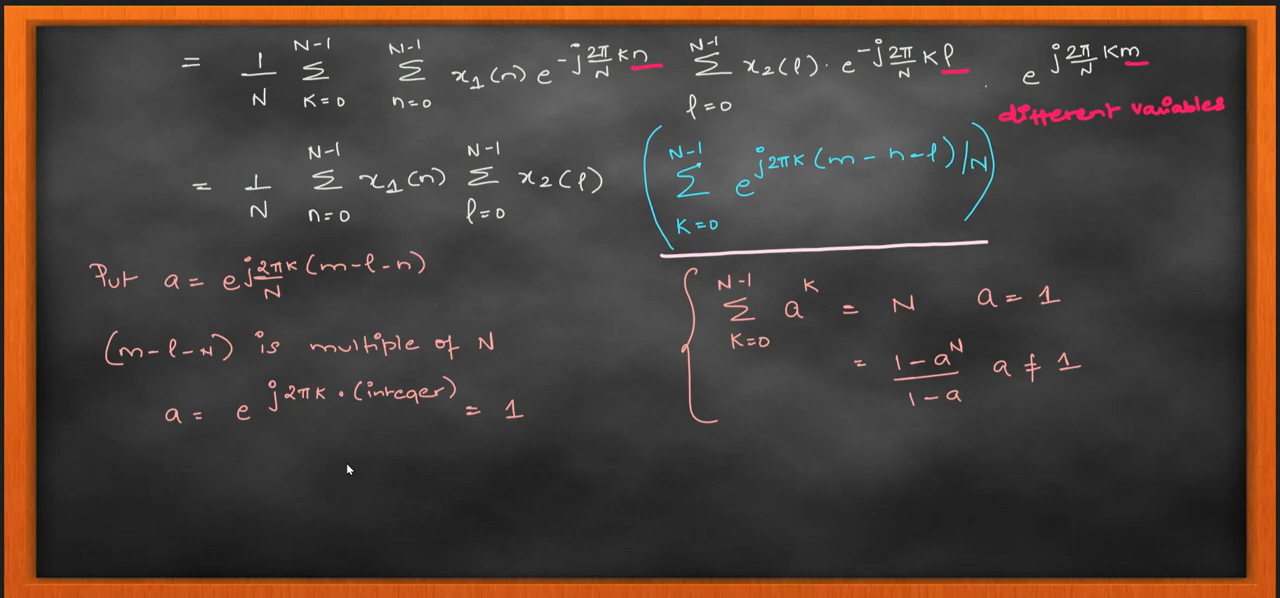 = 1/N Σ_{K=0}^{N-1} Σ_{n=0}^{N-1} x₁(n) e^{-j 2π/N Kn} Σ_{l=0}^{N-1} x₂(l) · e^{-j 2π/N Kl} . e^{j 2π/N Km}
different variables
= 1/N Σ_{n=0}^{N-1} x₁(n) Σ_{l=0}^{N-1} x₂(l) ( Σ_{K=0}^{N-1} e^{j2πK(m-n-l)/N} )
Put a = e^{j 2πK/N (m-l-n)}
(m-l-N) is multiple of N
a = e^{j2πK·(integer)} = 1
{ Σ_{K=0}^{N-1} a^K = N a = 1
= (1-a^N)/(1-a) a ≠ 1